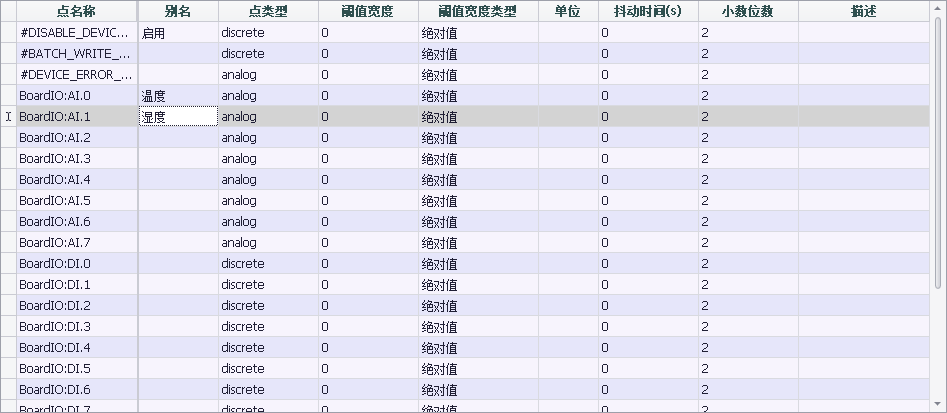 点名称 别名 点类型 阈值宽度 阈值宽度类型 单位 抖动时间(s) 小数位数 描述
#DISABLE_DEVIC... 启用 discrete 0 绝对值 0 2
#BATCH_WRITE_... discrete 0 绝对值 0 2
#DEVICE_ERROR_... analog 0 绝对值 0 2
BoardIO:AI.0 温度 analog 0 绝对值 0 2
BoardIO:AI.1 湿度 analog 0 绝对值 0 2
BoardIO:AI.2 analog 0 绝对值 0 2
BoardIO:AI.3 analog 0 绝对值 0 2
BoardIO:AI.4 analog 0 绝对值 0 2
BoardIO:AI.5 analog 0 绝对值 0 2
BoardIO:AI.6 analog 0 绝对值 0 2
BoardIO:AI.7 analog 0 绝对值 0 2
BoardIO:DI.0 discrete 0 绝对值 0 2
BoardIO:DI.1 discrete 0 绝对值 0 2
BoardIO:DI.2 discrete 0 绝对值 0 2
BoardIO:DI.3 discrete 0 绝对值 0 2
BoardIO:DI.4 discrete 0 绝对值 0 2
BoardIO:DI.5 discrete 0 绝对值 0 2
BoardIO:DI.6 discrete 0 绝对值 0 2
BoardIO:DI.7 discrete 0 绝对值 0 2